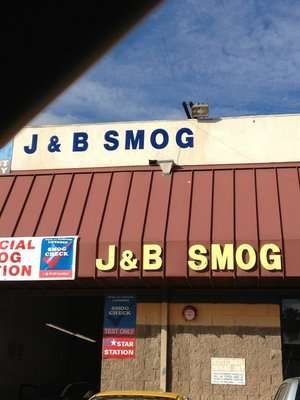 J & B SMOG
CIAL
OG
TION
SMOG
CHECK
J&B SMOG
SMOG
CHECK
TEST ONLY
STAR
STATION